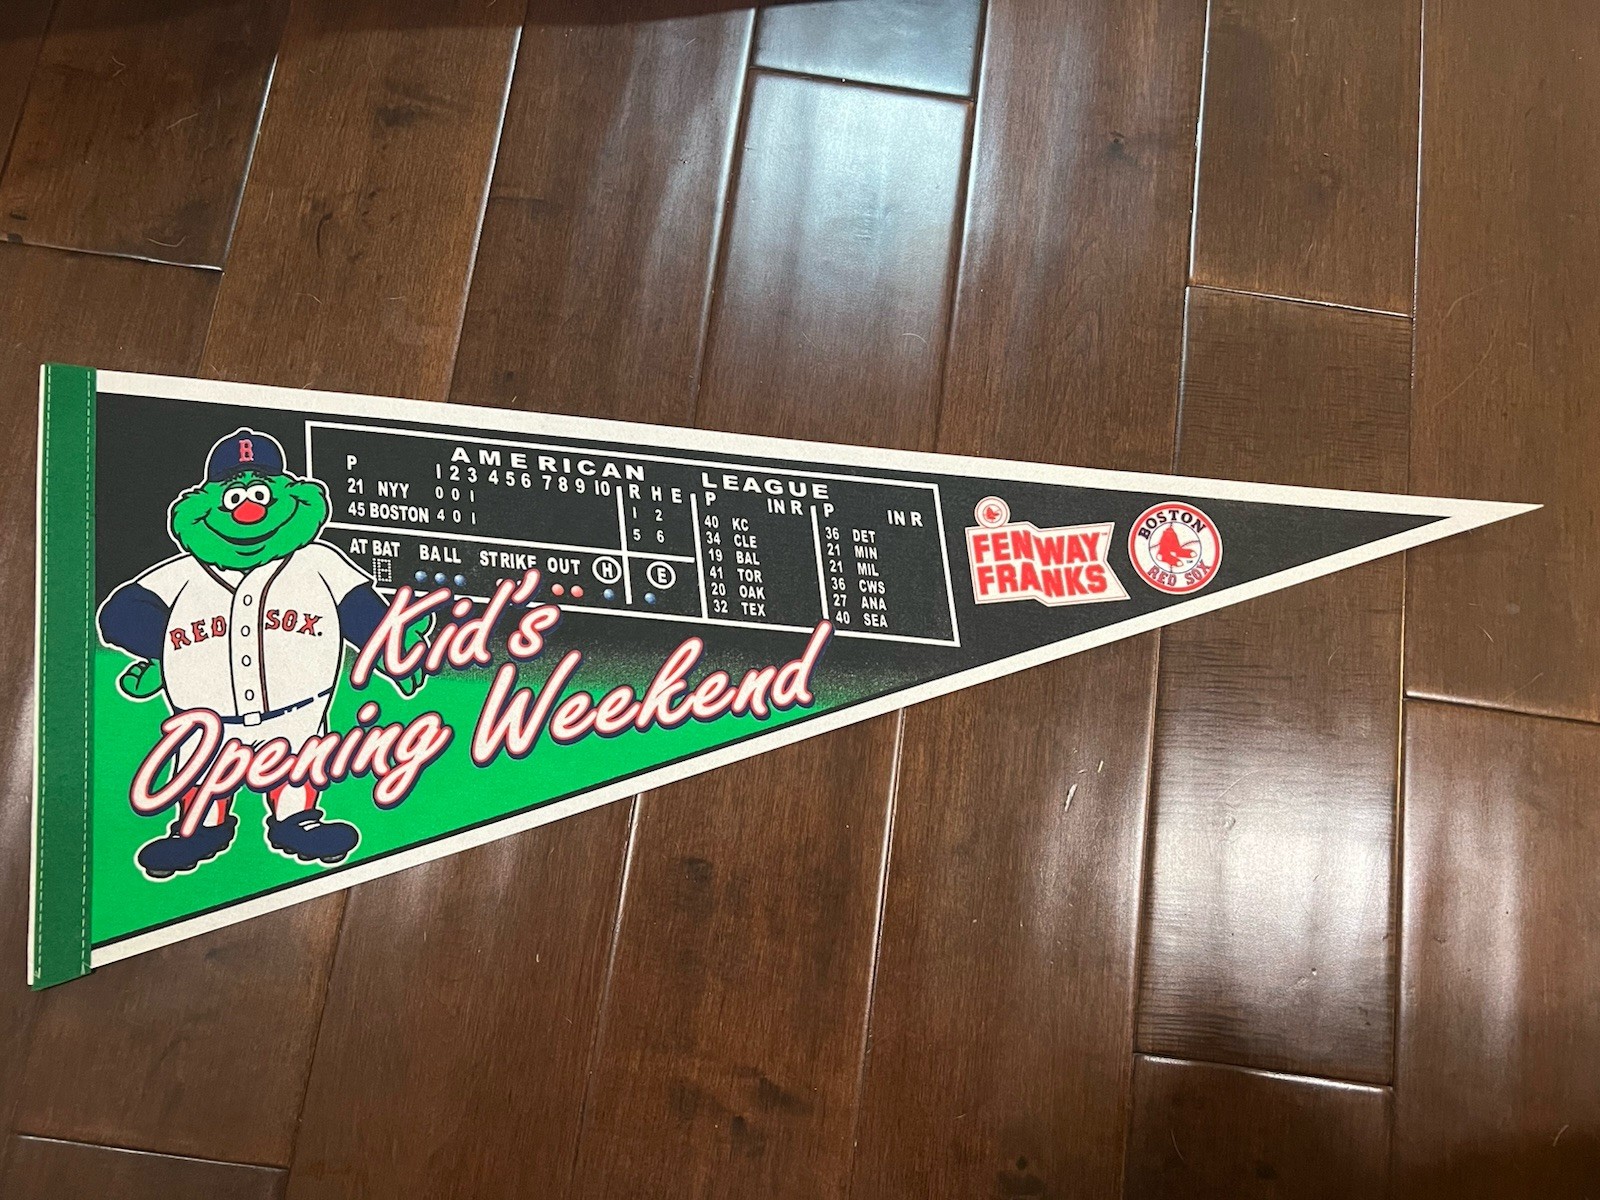 B
RED SOX.
AMERICAN LEAGUE
P 1 2 3 4 5 6 7 8 9 10 R H E
21 NYY 0 0 1 1 2
45 BOSTON 4 0 1 5 6
AT BAT BALL STRIKE OUT H E
P IN R P IN R
40 KC 36 DET
34 CLE 21 MIN
19 BAL 21 MIL
41 TOR 36 CWS
20 OAK 27 ANA
32 TEX 40 SEA
Kid's
Opening Weekend
FENWAY
FRANKS
BOSTON
RED SOX